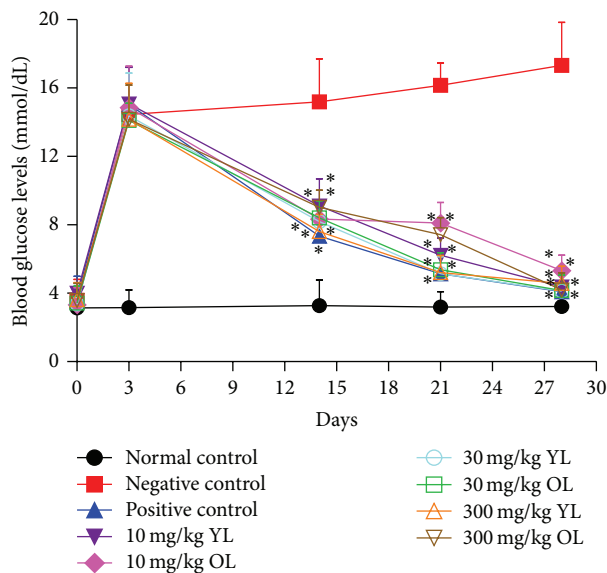 Blood glucose levels (mmol/dL)
20
16
12
8
4
0
* *
* *
* *
*
* *
* *
* *
*
* *
* *
* *
* *
0 3 6 9 12 15 18 21 24 27 30
Days
Normal control
Negative control
Positive control
10 mg/kg YL
10 mg/kg OL
30 mg/kg YL
30 mg/kg OL
300 mg/kg YL
300 mg/kg OL